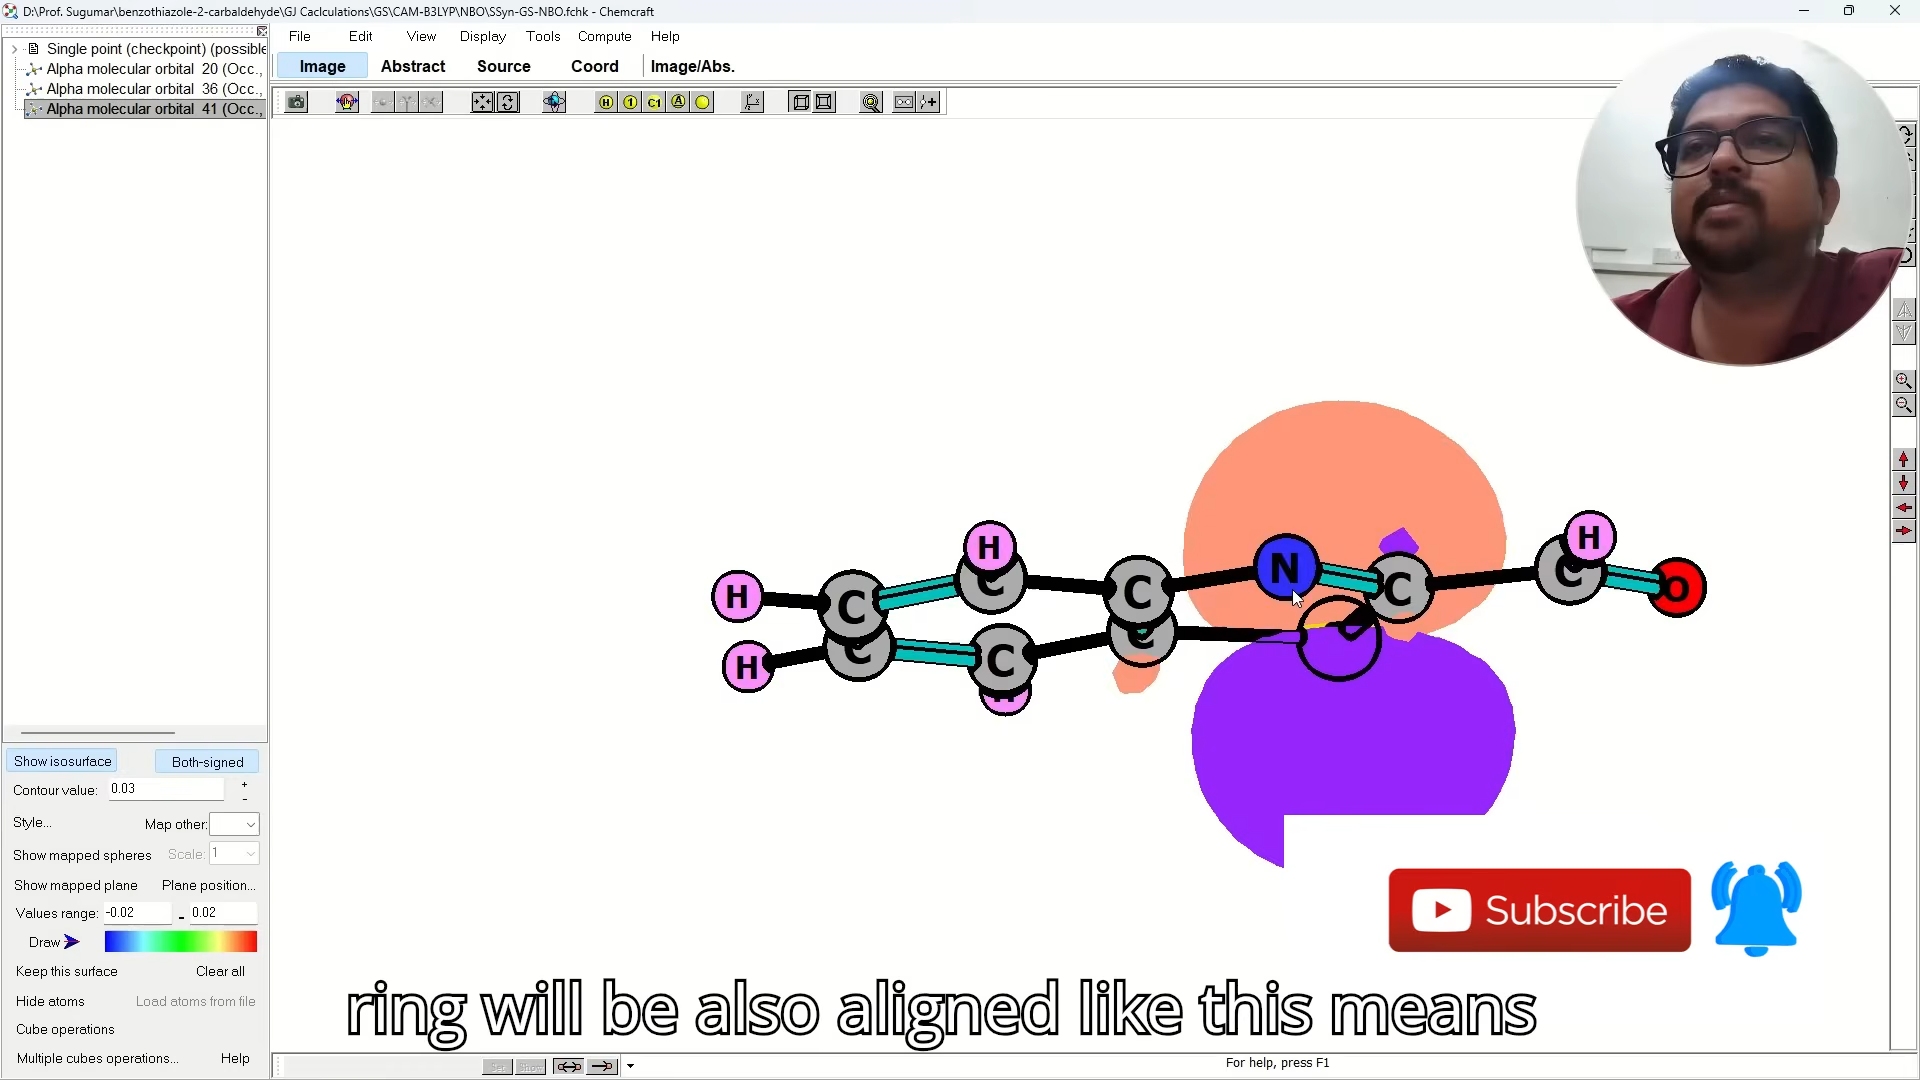 D:\Prof. Sugumar\benzothiazole-2-carbaldehyde\GJ Caclculations\GS\CAM-B3LYP\NBO\SSyn-GS-NBO.fchk - Chemcraft
File Edit View Display Tools Compute Help
Image Abstract Source Coord Image/Abs.
Single point (checkpoint) (possible
Alpha molecular orbital 20 (Occ.,
Alpha molecular orbital 36 (Occ.,
Alpha molecular orbital 41 (Occ.,
H 1 C1 A
H
H
N
C
C
C
C
C
H
C
O
H
C
C
C
H
Show isosurface Both-signed
Contour value: 0.03 + -
Style... Map other:
Show mapped spheres Scale: 1
Show mapped plane Plane position...
Values range: -0.02 - 0.02
Draw
Keep this surface Clear all
Hide atoms Load atoms from file
Cube operations
Multiple cubes operations... Help
Subscribe
ring will be also aligned like this means
Set Show
For help, press F1